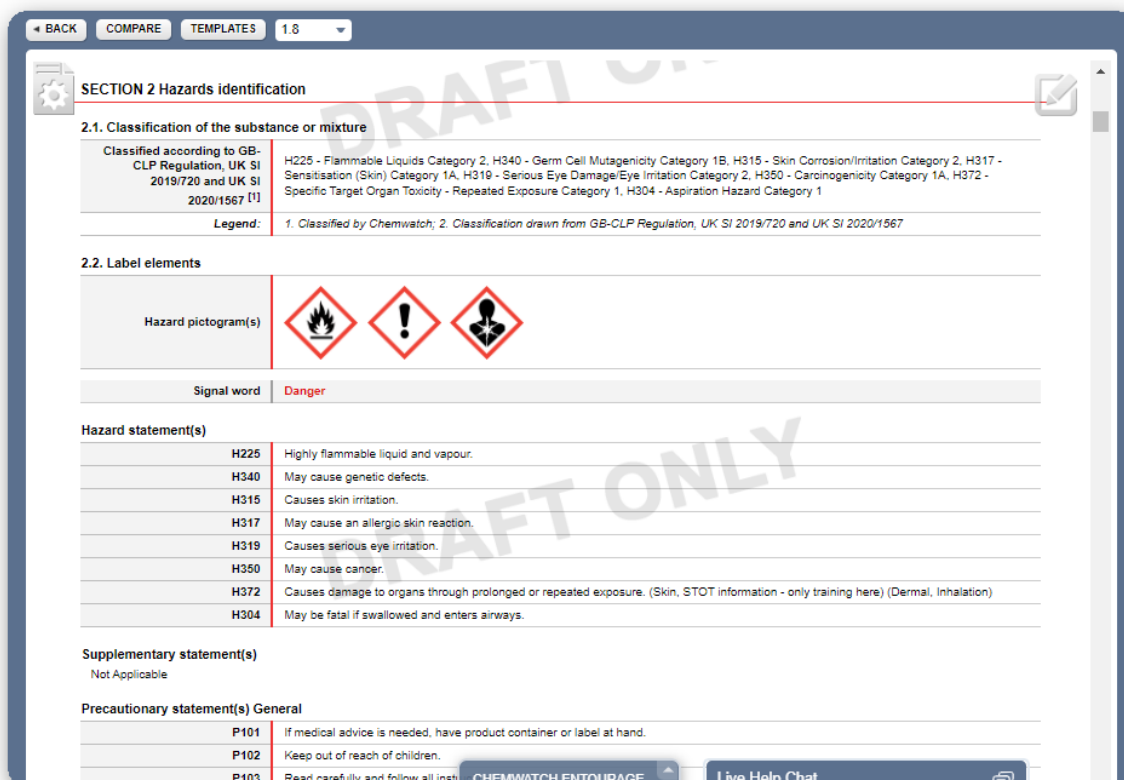 BACK COMPARE TEMPLATES 1.8
DRAFT ONLY
SECTION 2 Hazards identification
2.1. Classification of the substance or mixture
Classified according to GB-
CLP Regulation, UK SI
2019/720 and UK SI
2020/1567 [1]
H225 - Flammable Liquids Category 2, H340 - Germ Cell Mutagenicity Category 1B, H315 - Skin Corrosion/Irritation Category 2, H317 -
Sensitisation (Skin) Category 1A, H319 - Serious Eye Damage/Eye Irritation Category 2, H350 - Carcinogenicity Category 1A, H372 -
Specific Target Organ Toxicity - Repeated Exposure Category 1, H304 - Aspiration Hazard Category 1
Legend: 1. Classified by Chemwatch; 2. Classification drawn from GB-CLP Regulation, UK SI 2019/720 and UK SI 2020/1567
2.2. Label elements
Hazard pictogram(s)
Signal word Danger
Hazard statement(s)
H225 Highly flammable liquid and vapour.
H340 May cause genetic defects.
H315 Causes skin irritation.
H317 May cause an allergic skin reaction.
H319 Causes serious eye irritation.
H350 May cause cancer.
H372 Causes damage to organs through prolonged or repeated exposure. (Skin, STOT information - only training here) (Dermal, Inhalation)
H304 May be fatal if swallowed and enters airways.
DRAFT ONLY
Supplementary statement(s)
Not Applicable
Precautionary statement(s) General
P101 If medical advice is needed, have product container or label at hand.
P102 Keep out of reach of children.
P103 Read carefully and follow all
CHEMWATCH ENTOURAGE
Live Help Chat